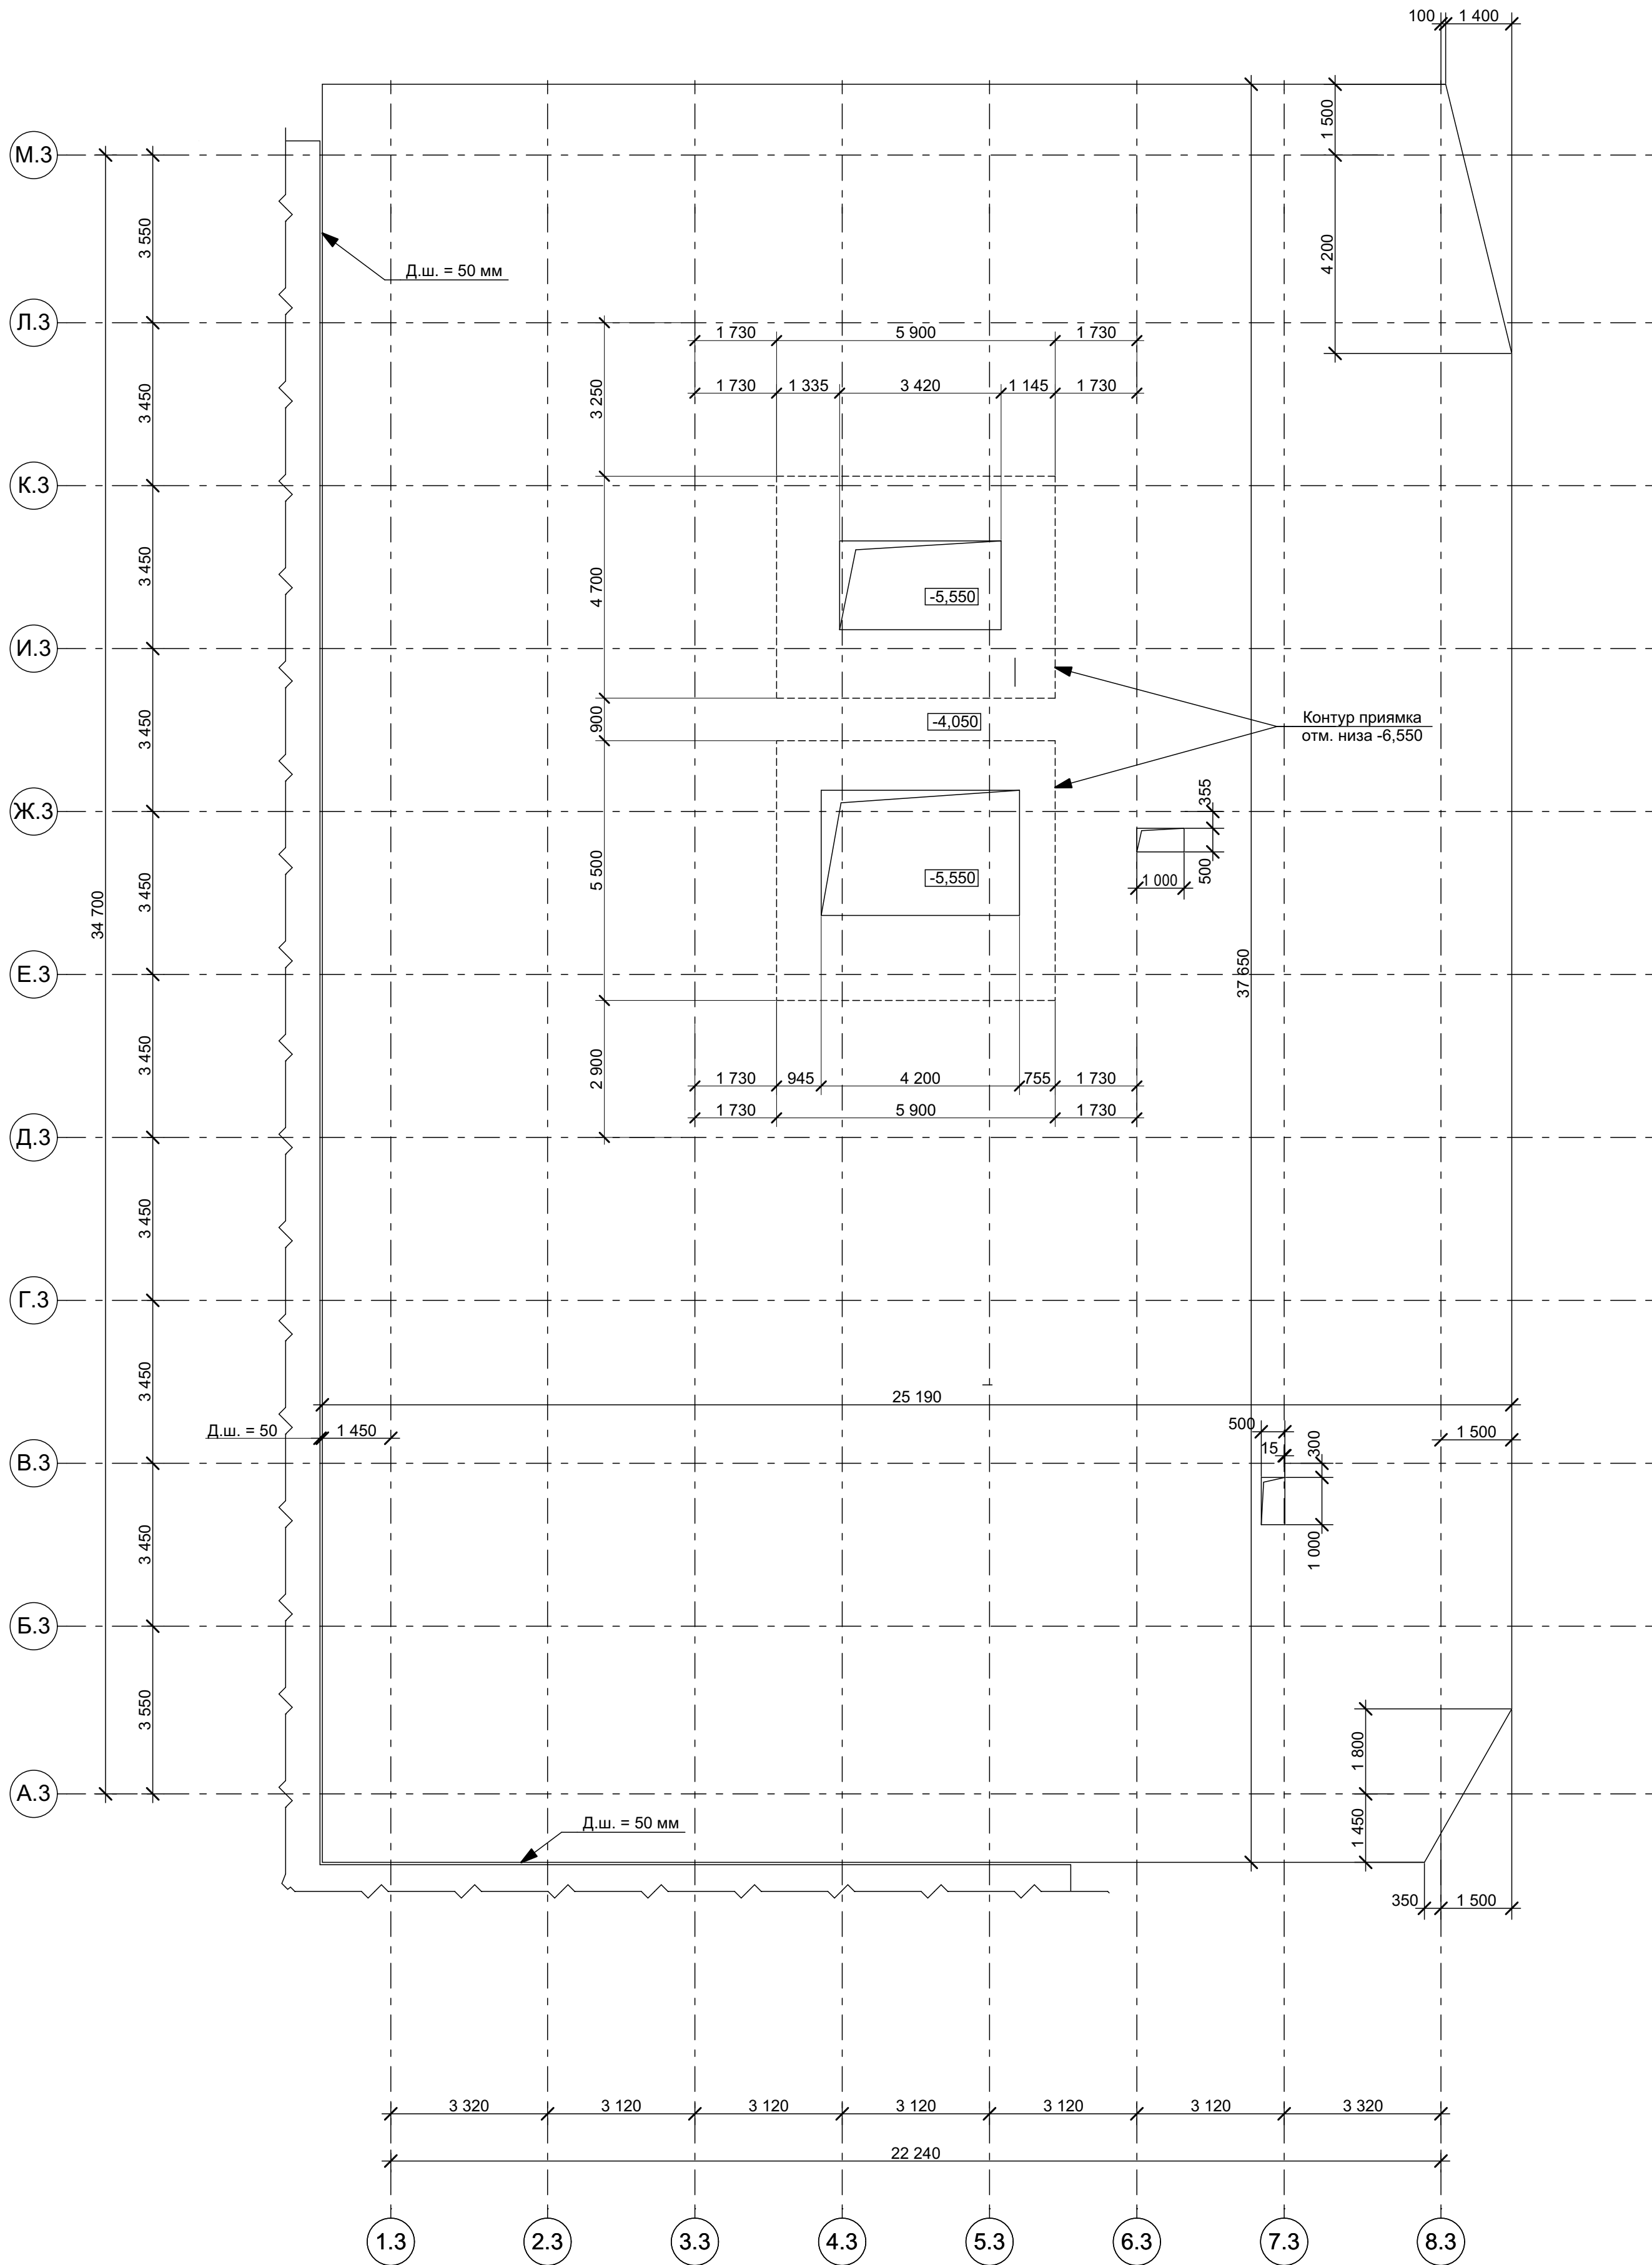 100 1 400
1 500
М.3
3 550
4 200
Д.ш. = 50 мм
Л.3
1 730 5 900 1 730
1 730 1 335 3 420 1 145 1 730
3 450
3 250
К.3
3 450
4 700
-5,550
И.3
3 450
900
-4,050
Контур приямка
отм. низа -6,550
355
Ж.3
3 450
5 500
-5,550
1 000
500
34 700
37 650
Е.3
3 450
2 900
1 730 945 4 200 755 1 730
1 730 5 900 1 730
Д.3
3 450
Г.3
3 450
25 190
Д.ш. = 50 1 450
500
15
300
1 500
В.3
3 450
1 000
Б.3
3 550
1 800
А.3
Д.ш. = 50 мм
1 450
350 1 500
3 320 3 120 3 120 3 120 3 120 3 120 3 320
22 240
1.3 2.3 3.3 4.3 5.3 6.3 7.3 8.3